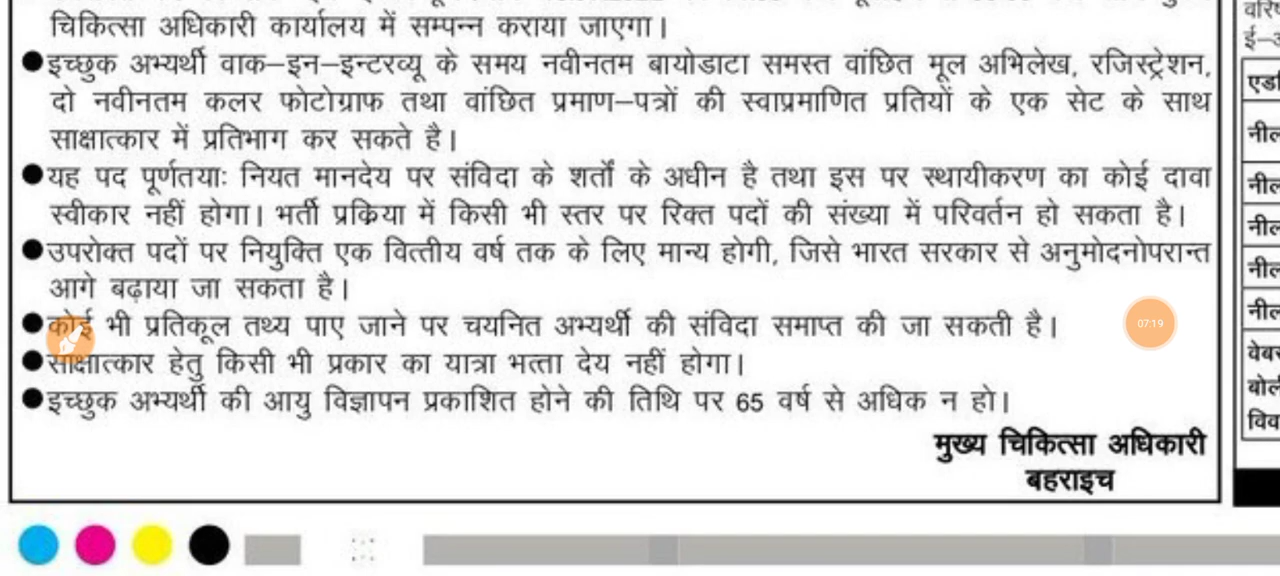 चिकित्सा अधिकारी कार्यालय में सम्पन्न कराया जाएगा।
●इच्छुक अभ्यर्थी वाक–इन–इन्टरव्यू के समय नवीनतम बायोडाटा समस्त वांछित मूल अभिलेख, रजिस्ट्रेशन,
दो नवीनतम कलर फोटोग्राफ तथा वांछित प्रमाण–पत्रों की स्वाप्रमाणित प्रतियों के एक सेट के साथ
साक्षात्कार में प्रतिभाग कर सकते है।
●यह पद पूर्णतयाः नियत मानदेय पर संविदा के शर्तों के अधीन है तथा इस पर स्थायीकरण का कोई दावा
स्वीकार नहीं होगा। भर्ती प्रक्रिया में किसी भी स्तर पर रिक्त पदों की संख्या में परिवर्तन हो सकता है।
●उपरोक्त पदों पर नियुक्ति एक वित्तीय वर्ष तक के लिए मान्य होगी, जिसे भारत सरकार से अनुमोदनोपरान्त
आगे बढ़ाया जा सकता है।
●कोई भी प्रतिकूल तथ्य पाए जाने पर चयनित अभ्यर्थी की संविदा समाप्त की जा सकती है।
07:19
●साक्षात्कार हेतु किसी भी प्रकार का यात्रा भत्ता देय नहीं होगा।
●इच्छुक अभ्यर्थी की आयु विज्ञापन प्रकाशित होने की तिथि पर 65 वर्ष से अधिक न हो।
मुख्य चिकित्सा अधिकारी
बहराइच